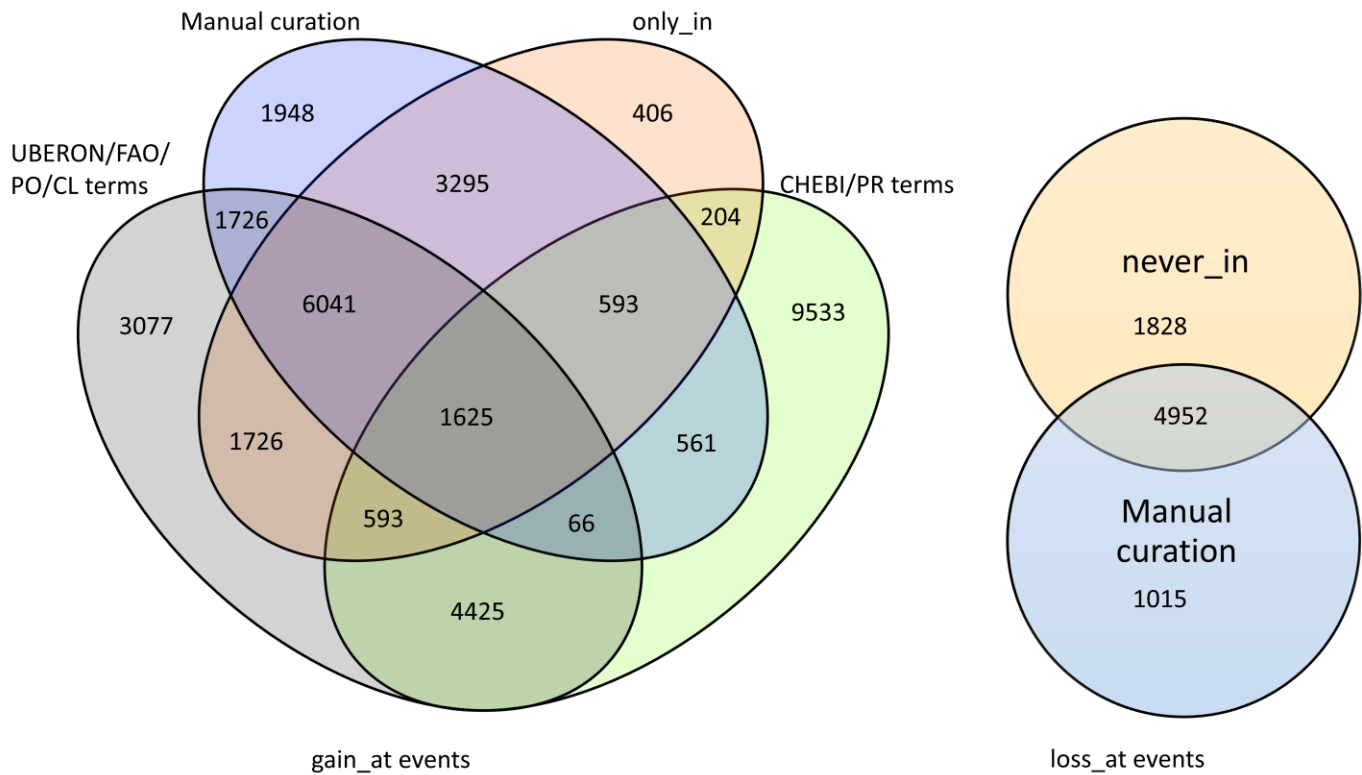 Manual curation
only_in
1948
406
UBERON/FAO/
PO/CL terms
3295
CHEBI/PR terms
1726
204
never_in
6041
593
3077
9533
1828
1625
4952
1726
561
593
66
Manual
curation
4425
1015
gain_at events
loss_at events